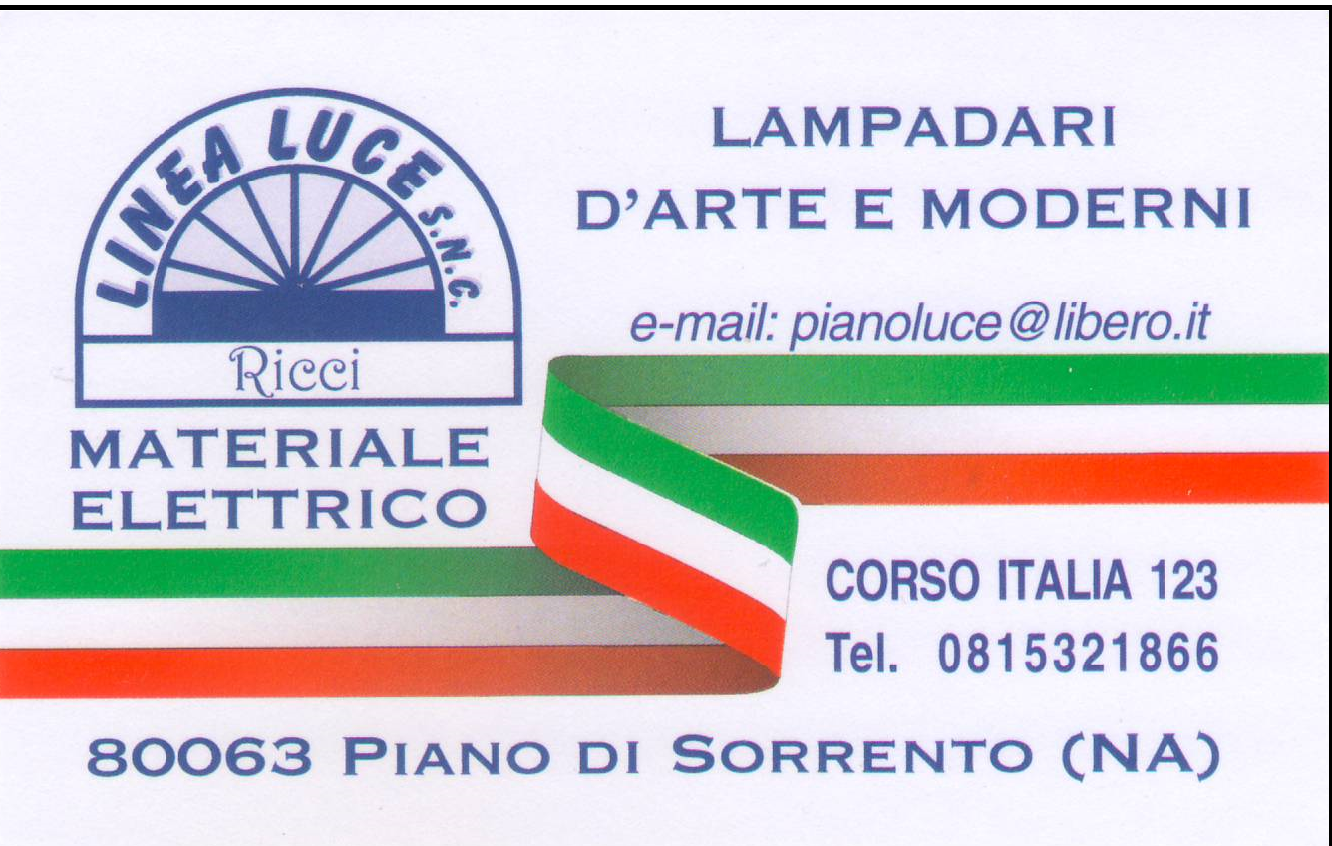 LINEA LUCE S.N.C.
Ricci
MATERIALE
ELETTRICO
LAMPADARI
D'ARTE E MODERNI
e-mail: pianoluce@libero.it
CORSO ITALIA 123
Tel. 0815321866
80063 PIANO DI SORRENTO (NA)